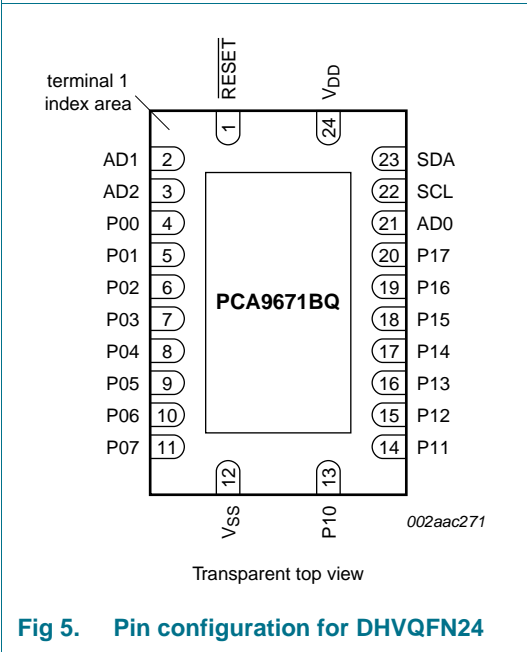 terminal 1
index area
RESET
VDD
1
24
AD1 2
23 SDA
AD2 3
22 SCL
P00 4
21 AD0
P01 5
20 P17
P02 6
19 P16
PCA9671BQ
P03 7
18 P15
P04 8
17 P14
P05 9
16 P13
P06 10
15 P12
P07 11
14 P11
12
13
VSS
P10
002aac271
Transparent top view
Fig 5. Pin configuration for DHVQFN24